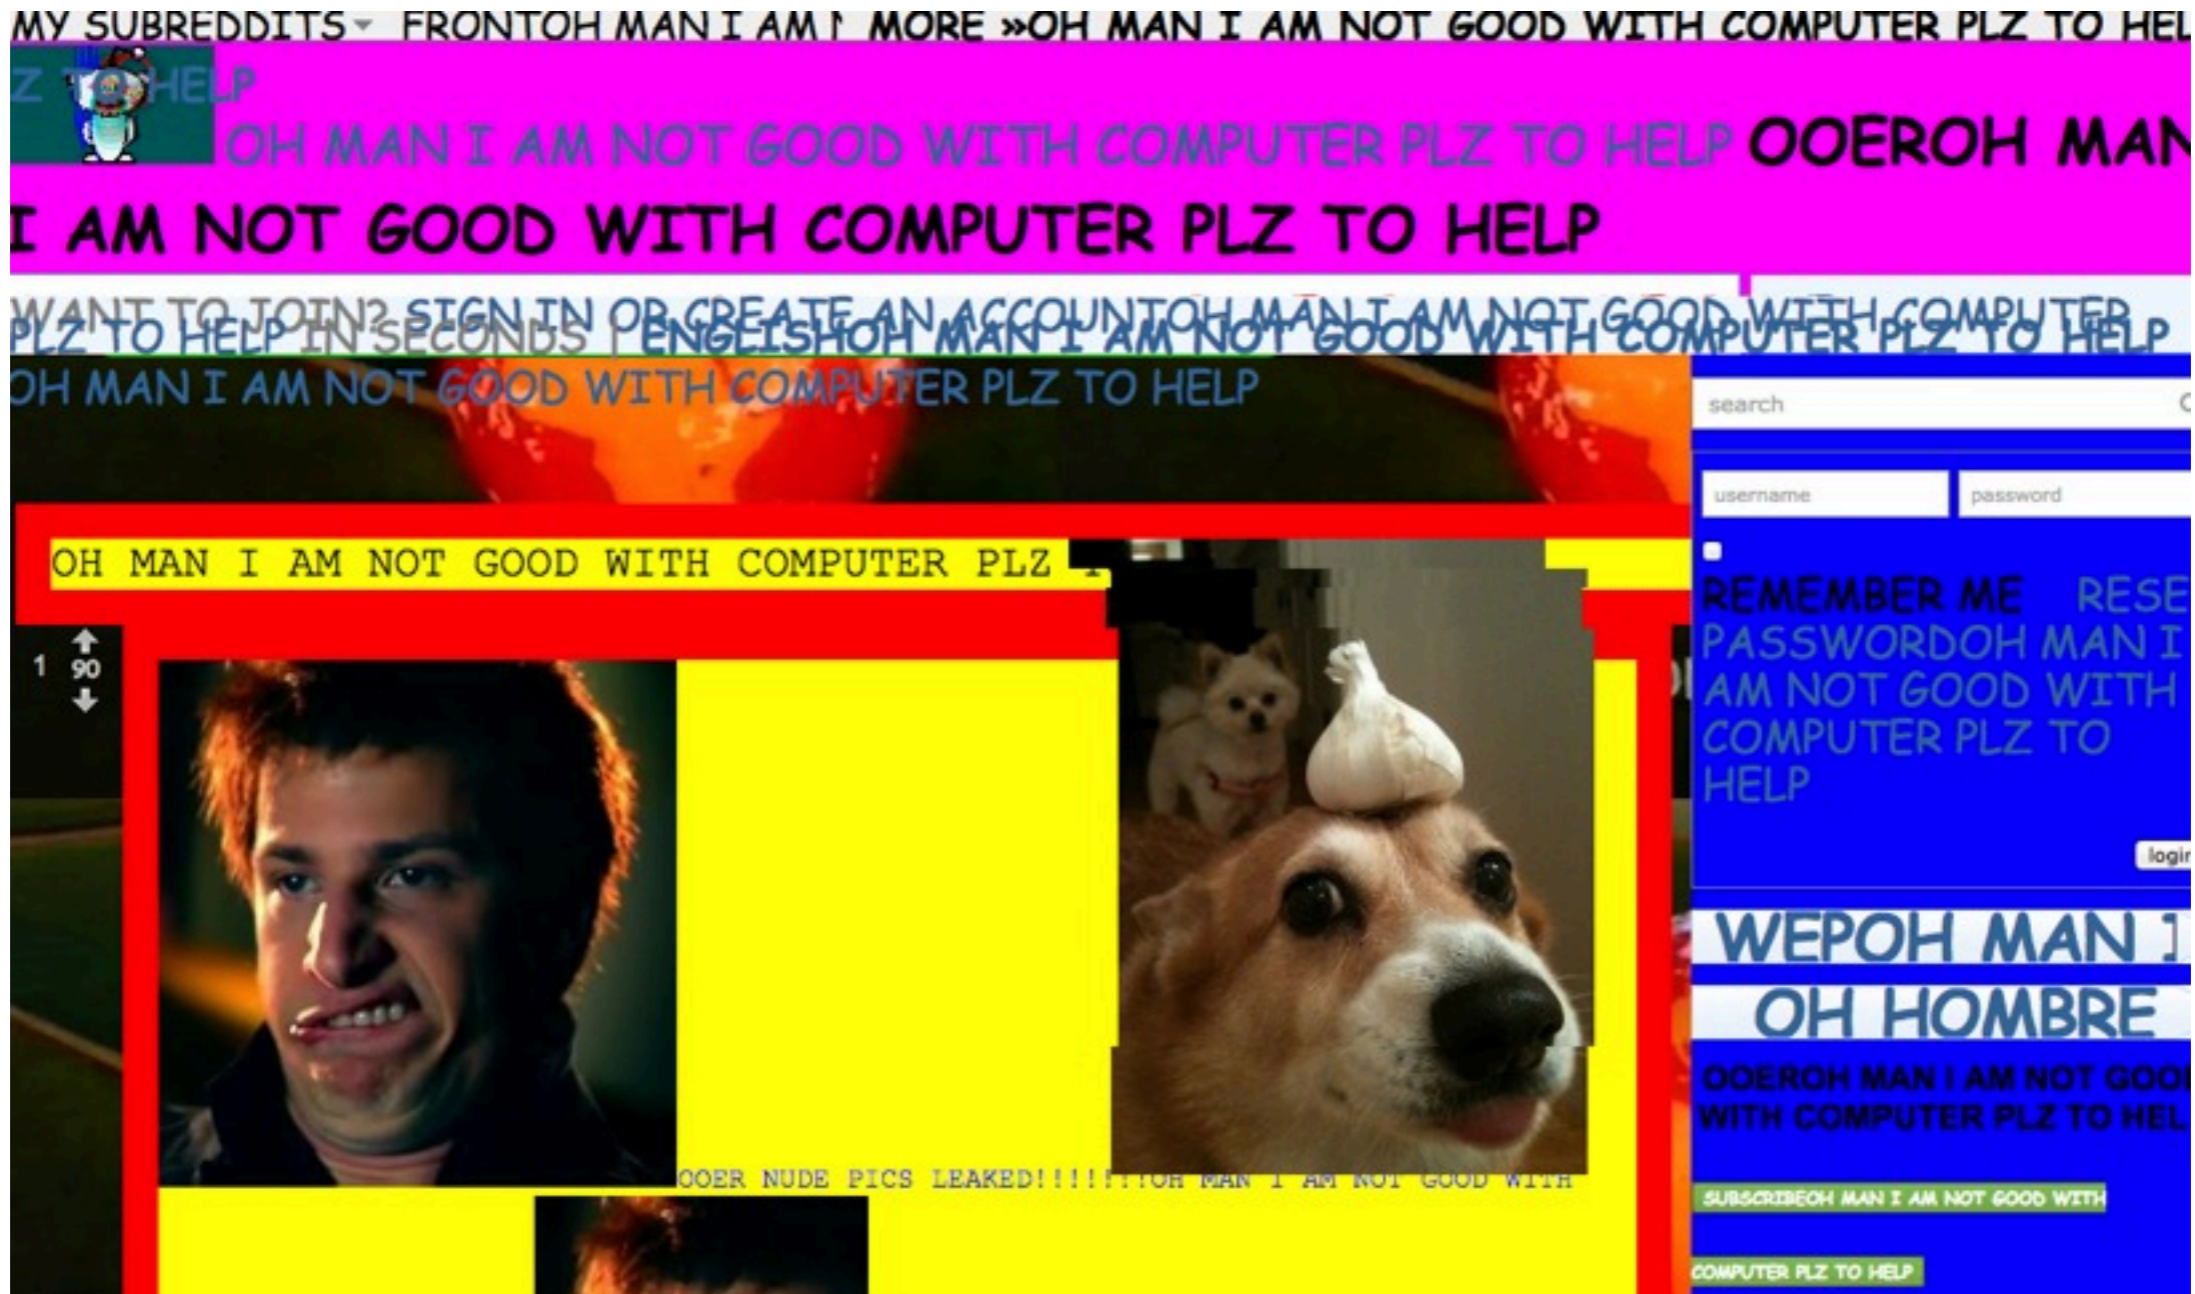 MY SUBREDDITS FRONTOH MAN I AM MORE »OH MAN I AM NOT GOOD WITH COMPUTER PLZ TO HEL
Z TO HELP
OH MAN I AM NOT GOOD WITH COMPUTER PLZ TO HELP OOEROH MAN
I AM NOT GOOD WITH COMPUTER PLZ TO HELP
WANT TO JOIN? SIGN IN OR CREATE AN ACCOUNTOH MAN I AM NOT GOOD WITH COMPUTER
PLZ TO HELP IN SECONDS | ENGLISHOH MAN I AM NOT GOOD WITH COMPUTER PLZ TO HELP
OH MAN I AM NOT GOOD WITH COMPUTER PLZ TO HELP
OH MAN I AM NOT GOOD WITH COMPUTER PLZ
1 90
OOER NUDE PICS LEAKED!!!!!!!OH MAN I AM NOT GOOD WITH
search
username password
REMEMBER ME RESE
PASSWORDOH MAN I
AM NOT GOOD WITH
COMPUTER PLZ TO
HELP
login
WEPOH MAN I
OH HOMBRE
OOEROH MAN I AM NOT GOOD
WITH COMPUTER PLZ TO HEL
SUBSCRIBEOH MAN I AM NOT GOOD WITH
COMPUTER PLZ TO HELP